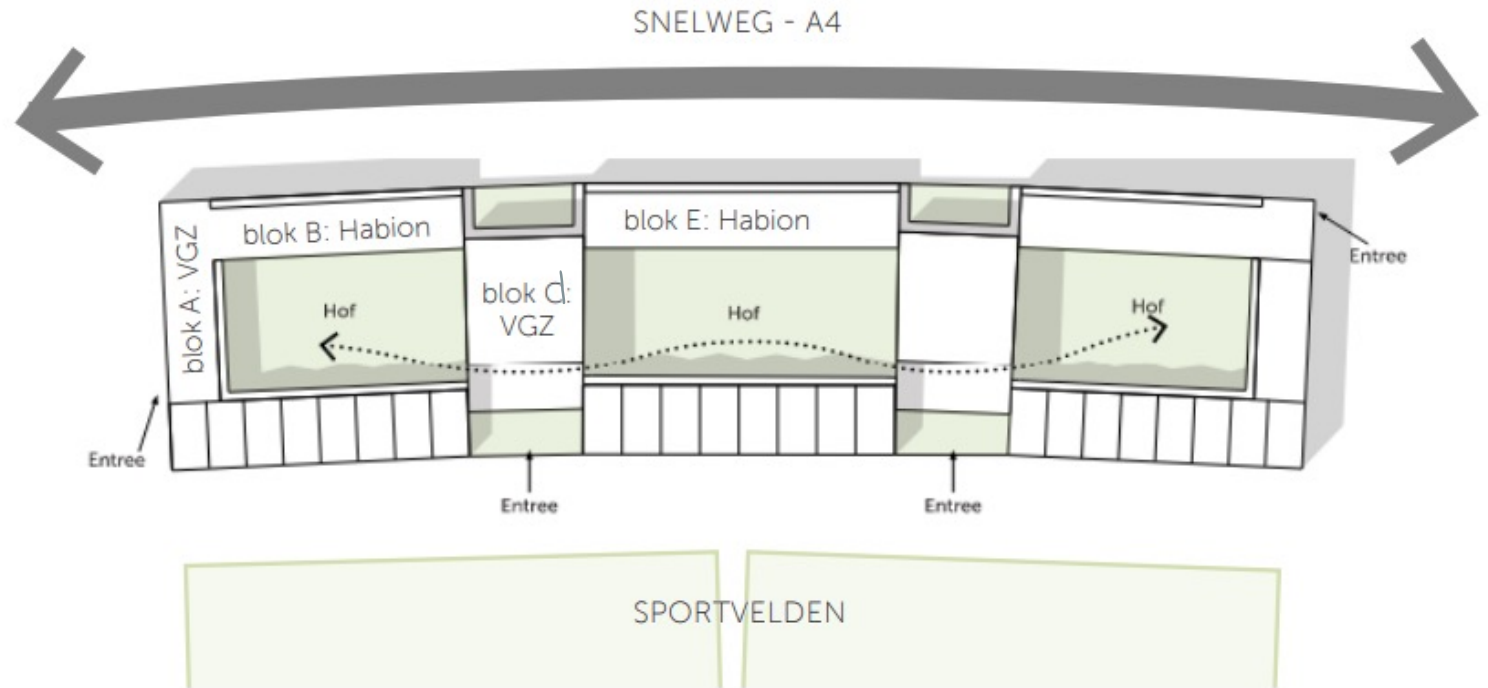 SNELWEG - A4
blok A: VGZ
blok B: Habion
blok E: Habion
blok d:
VGZ
Hof
Hof
Hof
Entree
Entree
Entree
Entree
SPORTVELDEN